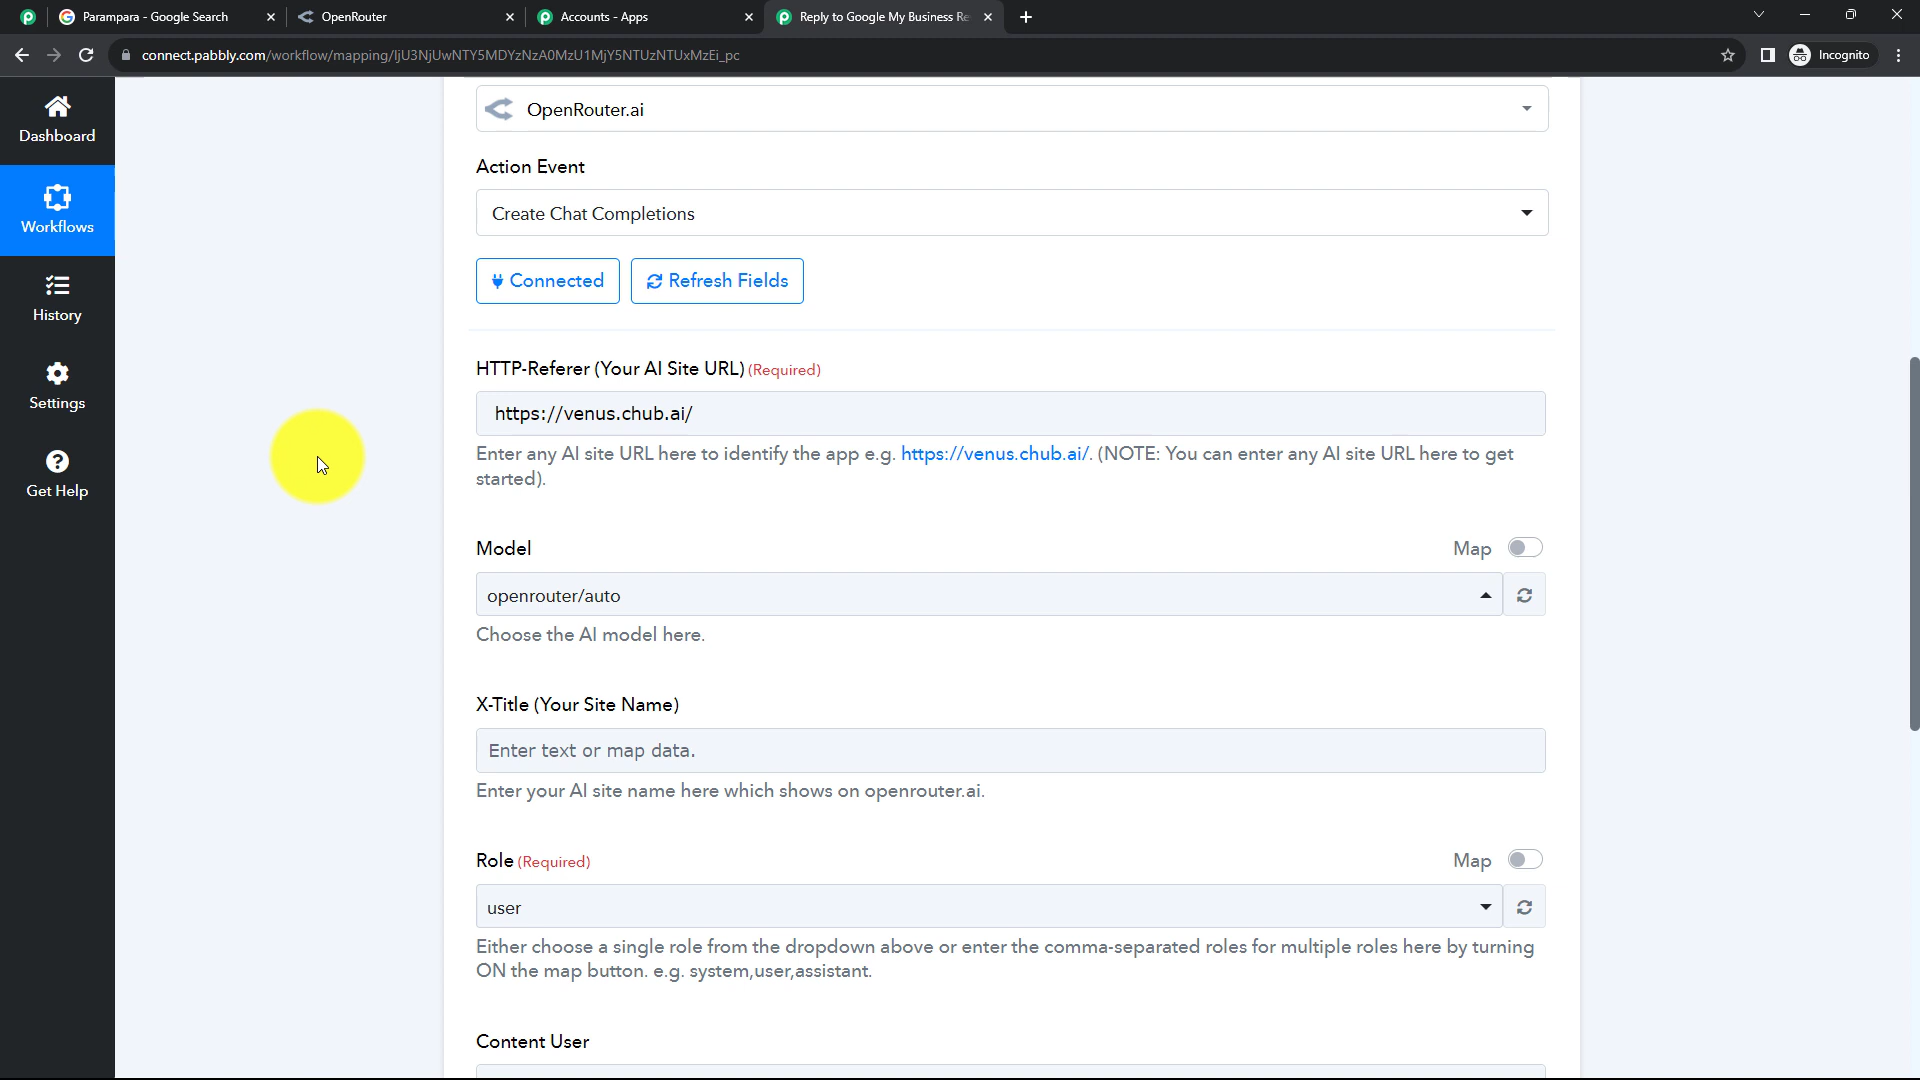 Parampara - Google Search
OpenRouter
Accounts - Apps
Reply to Google My Business Re
connect.pabbly.com/workflow/mapping/IjU3NjUwNTY5MDYzNzA0MzU1MjY5NTUzNTUxMzEi_pc
Incognito
Dashboard
Workflows
History
Settings
Get Help
OpenRouter.ai
Action Event
Create Chat Completions
Connected
Refresh Fields
HTTP-Referer (Your AI Site URL) (Required)
https://venus.chub.ai/
Enter any AI site URL here to identify the app e.g. https://venus.chub.ai/. (NOTE: You can enter any AI site URL here to get
started).
Model
Map
openrouter/auto
Choose the AI model here.
X-Title (Your Site Name)
Enter text or map data.
Enter your AI site name here which shows on openrouter.ai.
Role (Required)
Map
user
Either choose a single role from the dropdown above or enter the comma-separated roles for multiple roles here by turning
ON the map button. e.g. system,user,assistant.
Content User